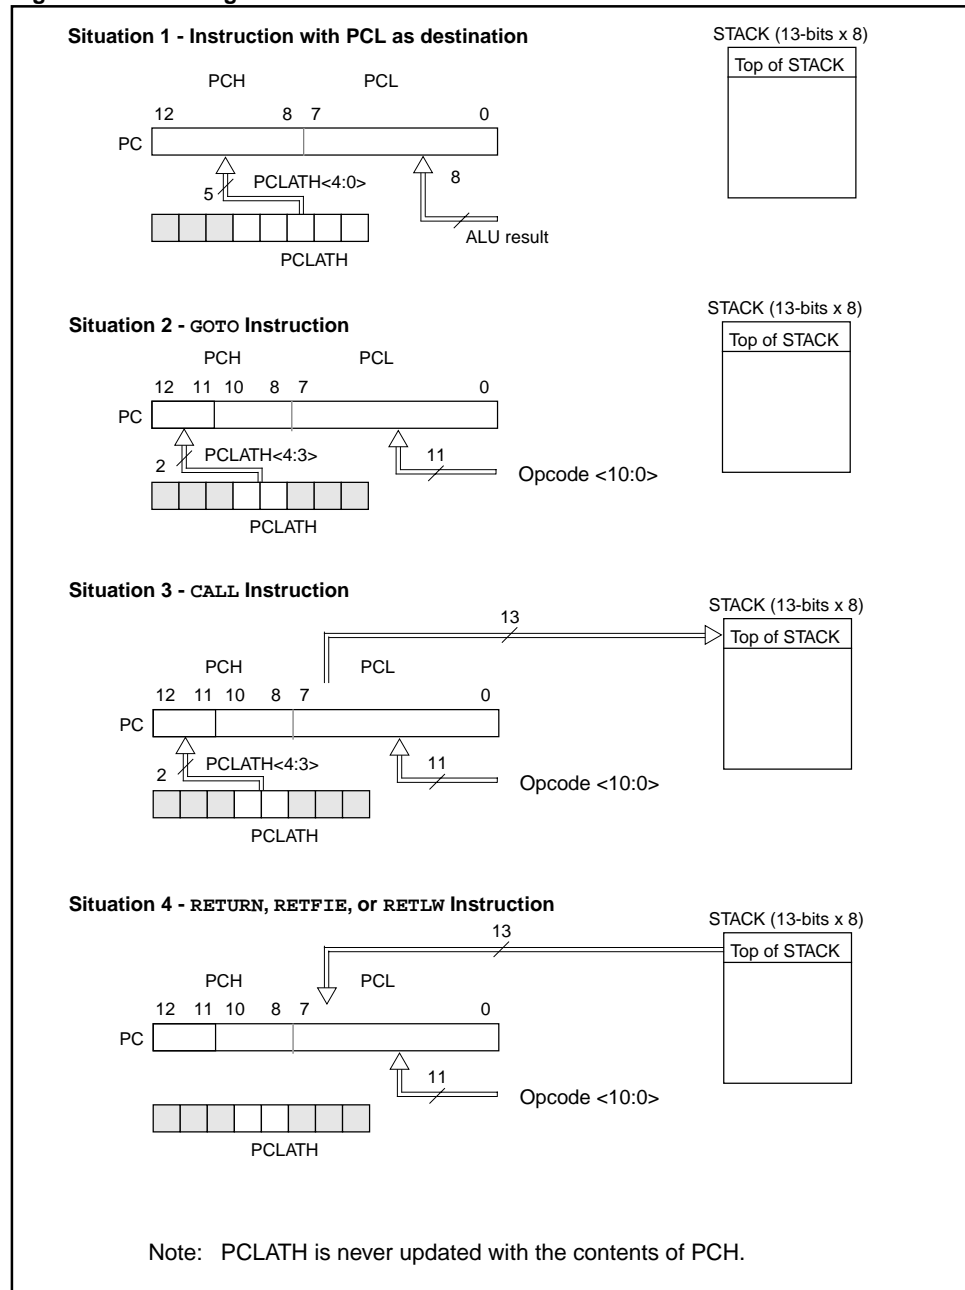 Situation 1 - Instruction with PCL as destination
STACK (13-bits x 8)
Top of STACK
PCH PCL
12 8 7 0
PC
5 PCLATH<4:0> 8
ALU result
PCLATH
Situation 2 - GOTO Instruction
STACK (13-bits x 8)
Top of STACK
PCH PCL
12 11 10 8 7 0
PC
2 PCLATH<4:3> 11
Opcode <10:0>
PCLATH
Situation 3 - CALL Instruction
STACK (13-bits x 8)
13
Top of STACK
PCH PCL
12 11 10 8 7 0
PC
2 PCLATH<4:3> 11
Opcode <10:0>
PCLATH
Situation 4 - RETURN, RETFIE, or RETLW Instruction
STACK (13-bits x 8)
13
Top of STACK
PCH PCL
12 11 10 8 7 0
PC
11
Opcode <10:0>
PCLATH
Note: PCLATH is never updated with the contents of PCH.